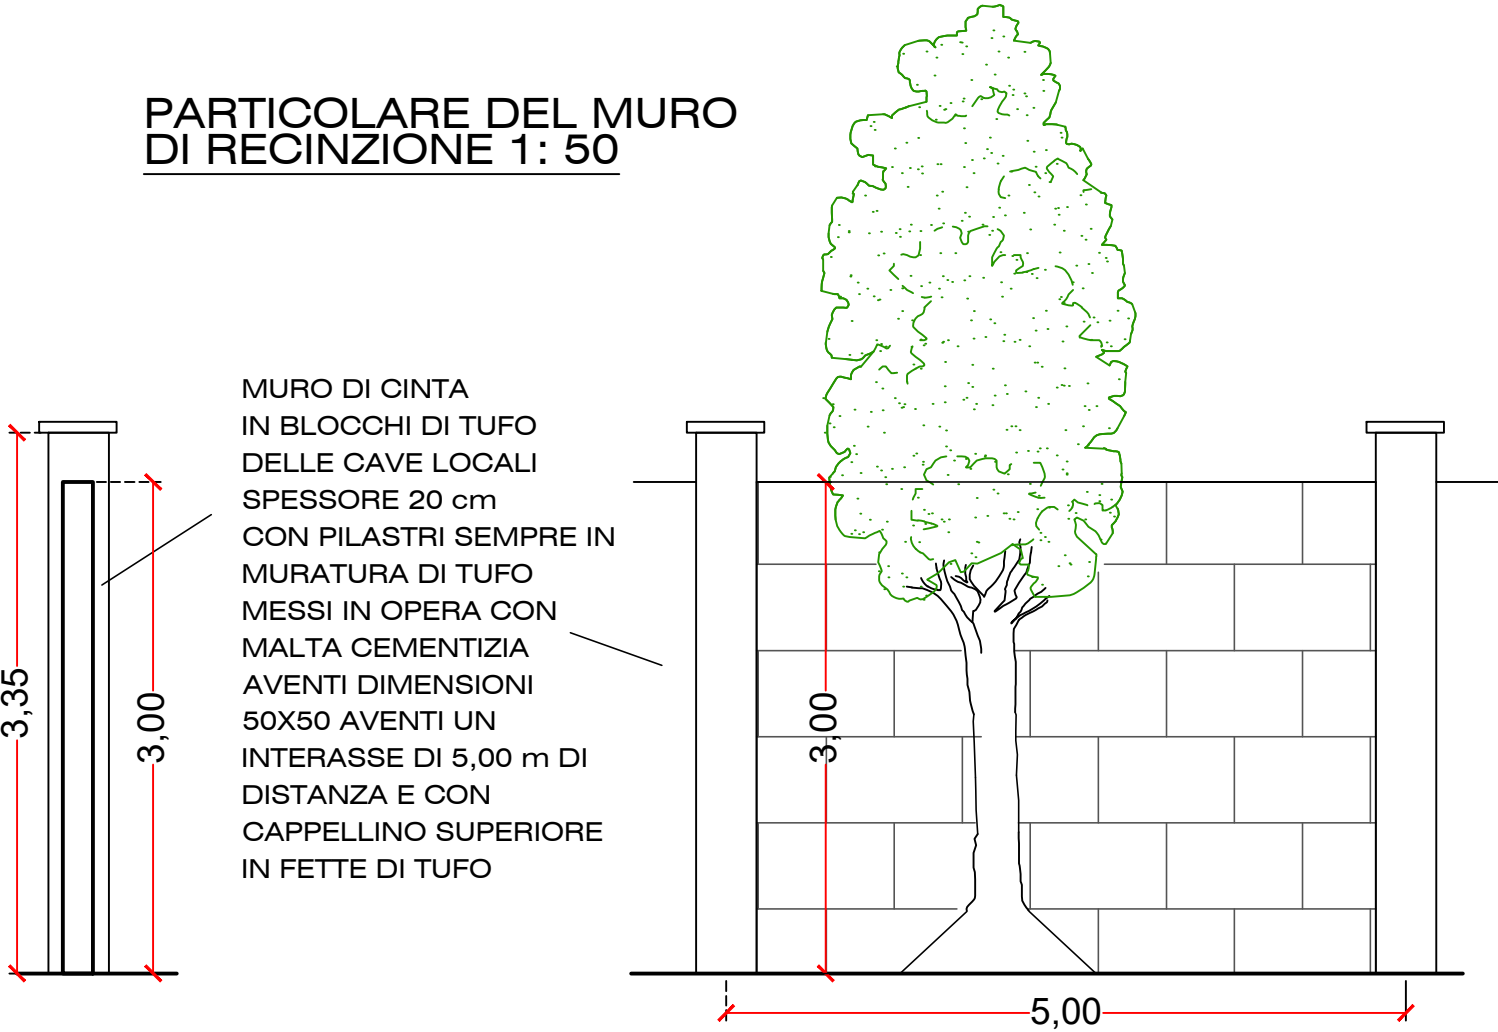 PARTICOLARE DEL MURO
DI RECINZIONE 1: 50
MURO DI CINTA
IN BLOCCHI DI TUFO
DELLE CAVE LOCALI
SPESSORE 20 cm
CON PILASTRI SEMPRE IN
MURATURA DI TUFO
MESSI IN OPERA CON
MALTA CEMENTIZIA
AVENTI DIMENSIONI
50X50 AVENTI UN
INTERASSE DI 5,00 m DI
DISTANZA E CON
CAPPELLINO SUPERIORE
IN FETTE DI TUFO
3,35
3,00
3,00
5,00